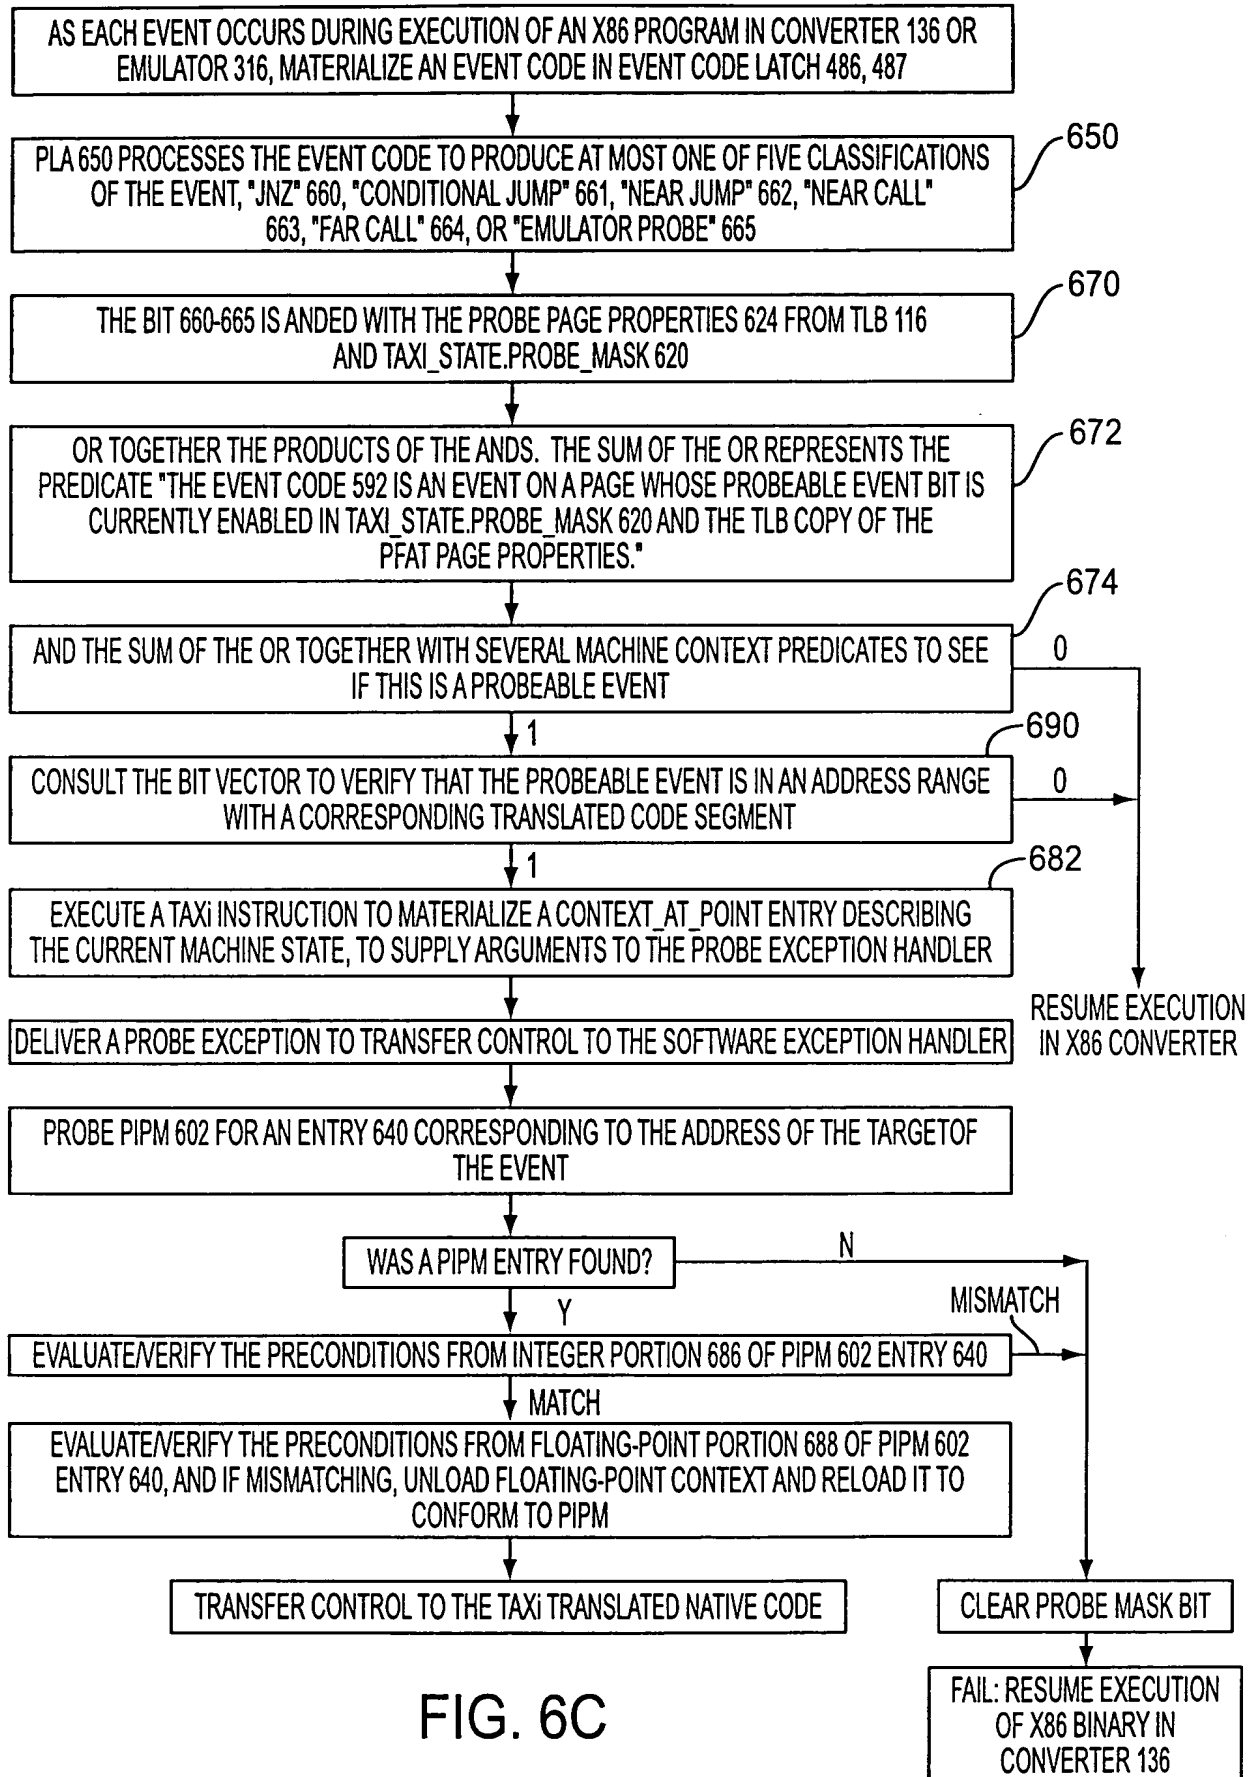 AS EACH EVENT OCCURS DURING EXECUTION OF AN X86 PROGRAM IN CONVERTER 136 OR
EMULATOR 316, MATERIALIZE AN EVENT CODE IN EVENT CODE LATCH 486, 487
650
PLA 650 PROCESSES THE EVENT CODE TO PRODUCE AT MOST ONE OF FIVE CLASSIFICATIONS
OF THE EVENT, "JNZ" 660, "CONDITIONAL JUMP" 661, "NEAR JUMP" 662, "NEAR CALL"
663, "FAR CALL" 664, OR "EMULATOR PROBE" 665
670
THE BIT 660-665 IS ANDED WITH THE PROBE PAGE PROPERTIES 624 FROM TLB 116
AND TAXI_STATE.PROBE_MASK 620
672
OR TOGETHER THE PRODUCTS OF THE ANDS. THE SUM OF THE OR REPRESENTS THE
PREDICATE "THE EVENT CODE 592 IS AN EVENT ON A PAGE WHOSE PROBEABLE EVENT BIT IS
CURRENTLY ENABLED IN TAXI_STATE.PROBE_MASK 620 AND THE TLB COPY OF THE
PFAT PAGE PROPERTIES."
674
AND THE SUM OF THE OR TOGETHER WITH SEVERAL MACHINE CONTEXT PREDICATES TO SEE
IF THIS IS A PROBEABLE EVENT
0
1
690
CONSULT THE BIT VECTOR TO VERIFY THAT THE PROBEABLE EVENT IS IN AN ADDRESS RANGE
WITH A CORRESPONDING TRANSLATED CODE SEGMENT
0
1
682
EXECUTE A TAXi INSTRUCTION TO MATERIALIZE A CONTEXT_AT_POINT ENTRY DESCRIBING
THE CURRENT MACHINE STATE, TO SUPPLY ARGUMENTS TO THE PROBE EXCEPTION HANDLER
RESUME EXECUTION
IN X86 CONVERTER
DELIVER A PROBE EXCEPTION TO TRANSFER CONTROL TO THE SOFTWARE EXCEPTION HANDLER
PROBE PIPM 602 FOR AN ENTRY 640 CORRESPONDING TO THE ADDRESS OF THE TARGETOF
THE EVENT
WAS A PIPM ENTRY FOUND?
N
Y
MISMATCH
EVALUATE/VERIFY THE PRECONDITIONS FROM INTEGER PORTION 686 OF PIPM 602 ENTRY 640
MATCH
EVALUATE/VERIFY THE PRECONDITIONS FROM FLOATING-POINT PORTION 688 OF PIPM 602
ENTRY 640, AND IF MISMATCHING, UNLOAD FLOATING-POINT CONTEXT AND RELOAD IT TO
CONFORM TO PIPM
TRANSFER CONTROL TO THE TAXi TRANSLATED NATIVE CODE
CLEAR PROBE MASK BIT
FAIL: RESUME EXECUTION
OF X86 BINARY IN
CONVERTER 136
FIG. 6C